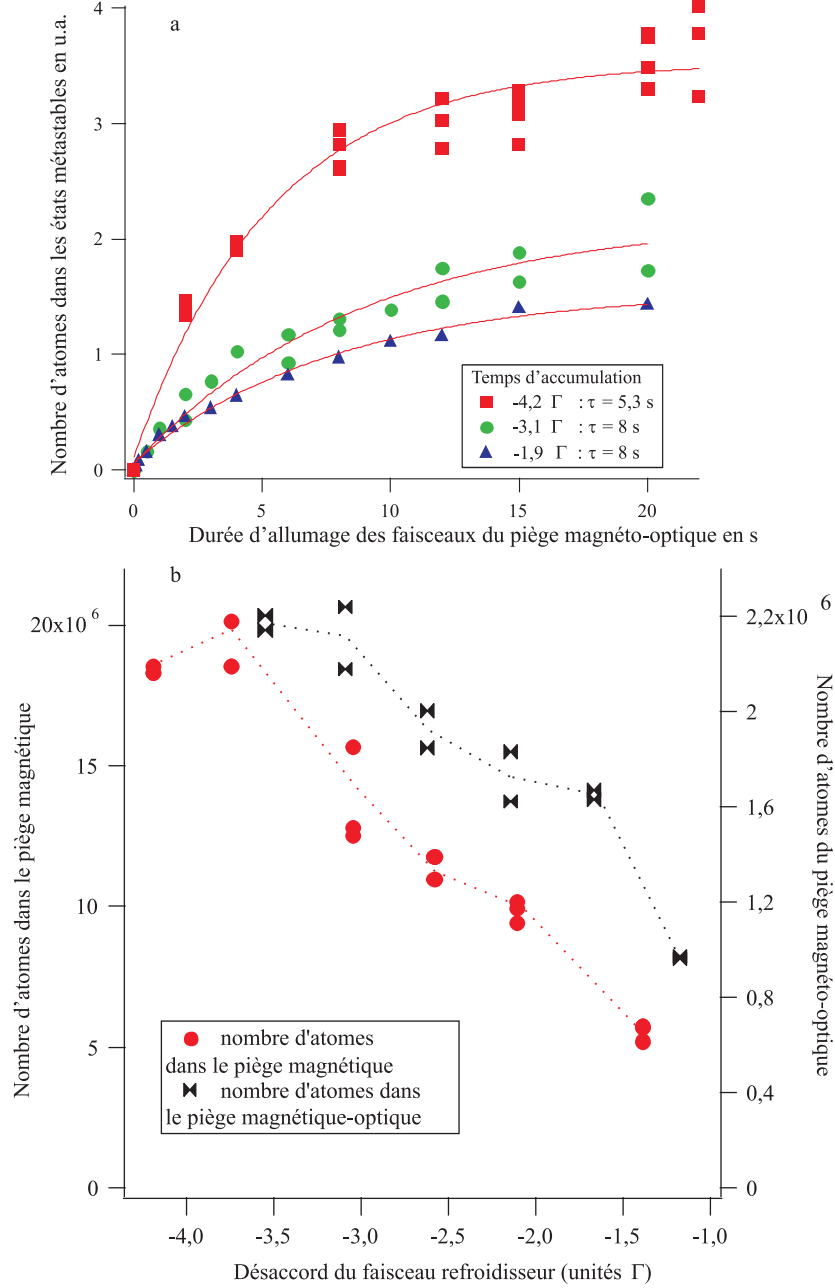 a
4
3
2
1
0
Nombre d'atomes dans les états métastables en u.a.
Temps d'accumulation
-4,2 Γ : τ = 5,3 s
-3,1 Γ : τ = 8 s
-1,9 Γ : τ = 8 s
0
5
10
15
20
Durée d'allumage des faisceaux du piège magnéto-optique en s
b
20x10 6
15
10
5
0
Nombre d'atomes dans le piège magnétique
2,2x10 6
2
1,6
1,2
0,8
0,4
0
Nombre d'atomes du piège magnéto-optique
nombre d'atomes
dans le piège magnétique
nombre d'atomes dans
le piège magnétique-optique
-4,0
-3,5
-3,0
-2,5
-2,0
-1,5
-1,0
Désaccord du faisceau refroidisseur (unités Γ)